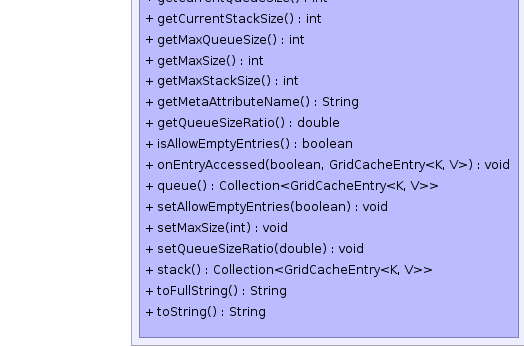 + getCurrentQueueSize() : int
+ getCurrentStackSize() : int
+ getMaxQueueSize() : int
+ getMaxSize() : int
+ getMaxStackSize() : int
+ getMetaAttributeName() : String
+ getQueueSizeRatio() : double
+ isAllowEmptyEntries() : boolean
+ onEntryAccessed(boolean, GridCacheEntry<K, V>) : void
+ queue() : Collection<GridCacheEntry<K, V>>
+ setAllowEmptyEntries(boolean) : void
+ setMaxSize(int) : void
+ setQueueSizeRatio(double) : void
+ stack() : Collection<GridCacheEntry<K, V>>
+ toFullString() : String
+ toString() : String